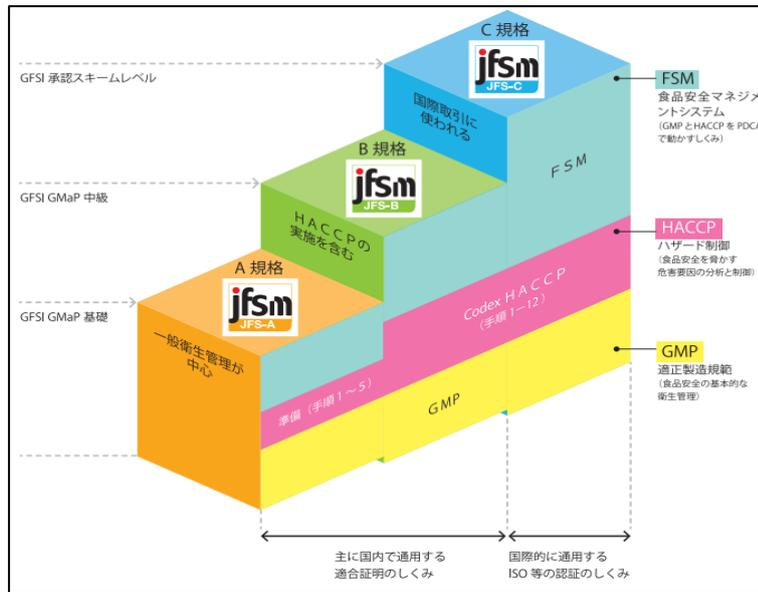 C 規格
jfsm
JFS-C
GFSI 承認スキームレベル
国際取引に
使われる
FSM
食品安全マネジメ
ントシステム
(GMPとHACCPをPDCA
で動かすしくみ)
B 規格
jfsm
JFS-B
FSM
GFSI GMaP 中級
HACCPの
実施を含む
HACCP
ハザード制御
(食品安全を脅かす
危害要因の分析と制御)
A 規格
jfsm
JFS-A
Codex HACCP
(手順1－12)
GFSI GMaP 基礎
一般衛生管理が
中心
GMP
適正製造規範
(食品安全の基本的な
衛生管理)
準備(手順1～5)
GMP
主に国内で通用する
適合証明のしくみ
国際的に通用する
ISO 等の認証のしくみ